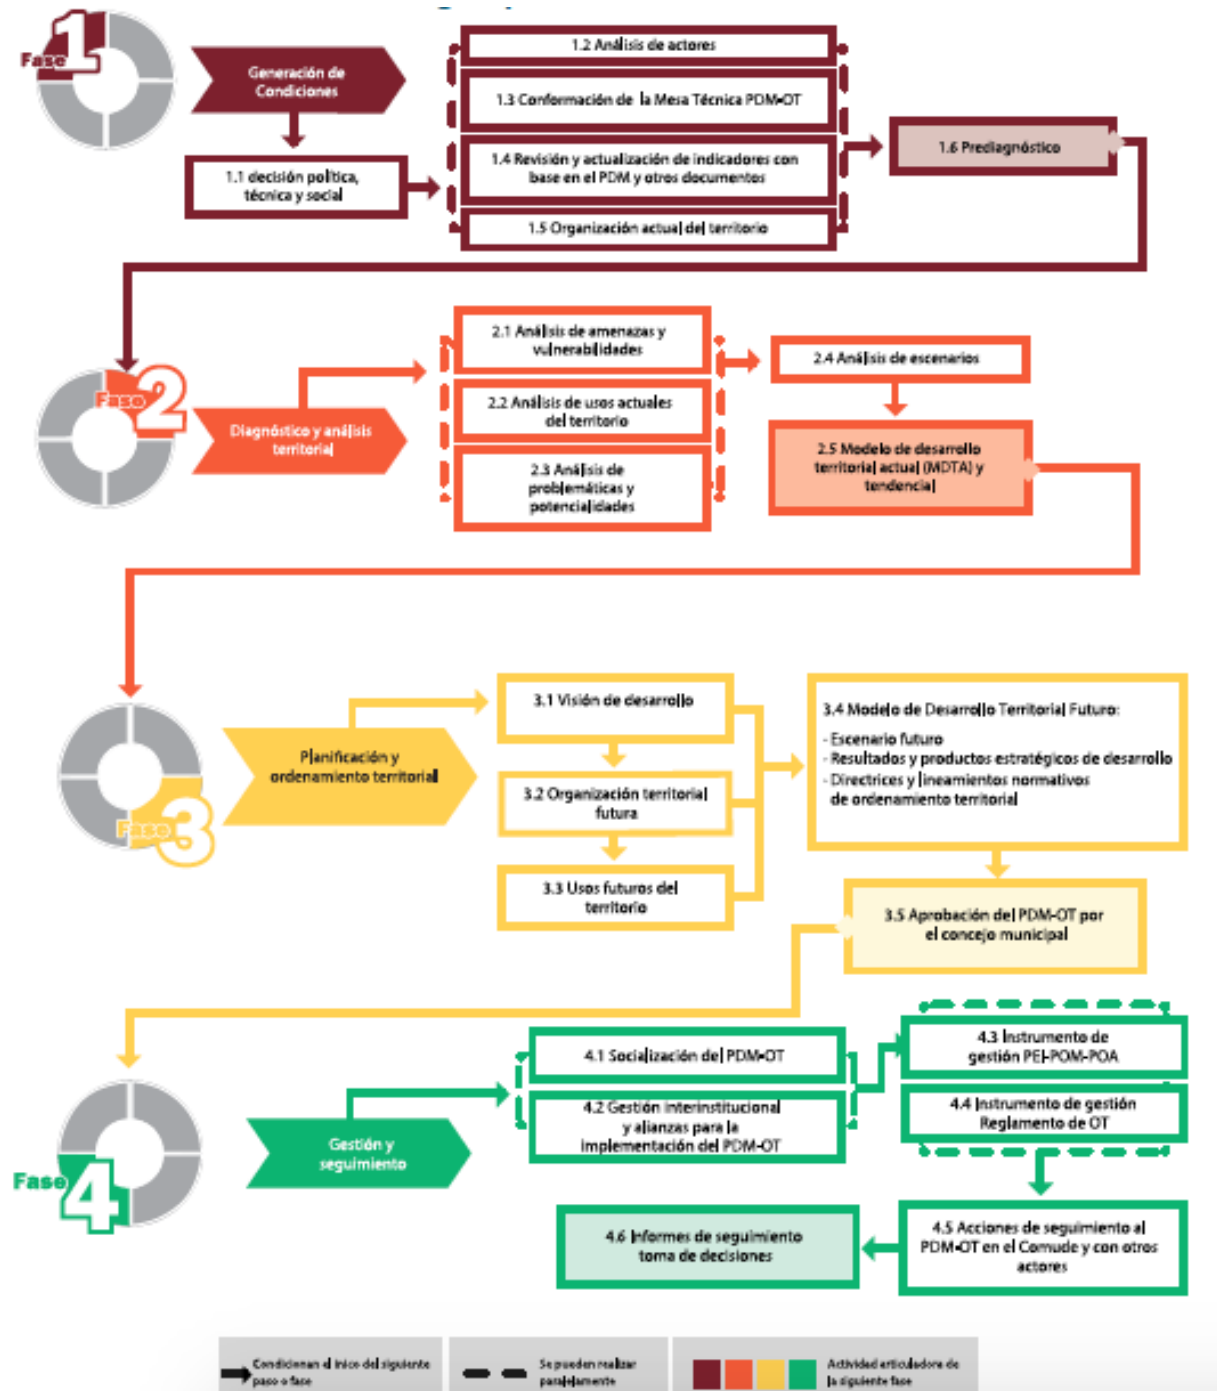 Fase 1
Generación de
Condiciones
1.1 decisión política,
técnica y social
1.2 Análisis de actores
1.3 Conformación de la Mesa Técnica PDM-OT
1.4 Revisión y actualización de indicadores con
base en el PDM y otros documentos
1.5 Organización actual del territorio
1.6 Prediagnóstico
Fase 2
Diagnóstico y análisis
territorial
2.1 Análisis de amenazas y
vulnerabilidades
2.2 Análisis de usos actuales
del territorio
2.3 Análisis de
problemáticas y
potencialidades
2.4 Análisis de escenarios
2.5 Modelo de desarrollo
territorial actual (MDTA) y
tendencial
Fase 3
Planificación y
ordenamiento territorial
3.1 Visión de desarrollo
3.2 Organización territorial
futura
3.3 Usos futuros del
territorio
3.4 Modelo de Desarrollo Territorial Futuro:
- Escenario futuro
- Resultados y productos estratégicos de desarrollo
- Directrices y lineamientos normativos
de ordenamiento territorial
3.5 Aprobación del PDM-OT por
el concejo municipal
Fase 4
Gestión y
seguimiento
4.1 Socialización del PDM-OT
4.2 Gestión interinstitucional
y alianzas para la
implementación del PDM-OT
4.3 Instrumento de
gestión PEI-POM-POA
4.4 Instrumento de gestión
Reglamento de OT
4.5 Acciones de seguimiento al
PDM-OT en el Comude y con otros
actores
4.6 Informes de seguimiento
toma de decisiones
Condicionan el inico del siguiente
paso o fase
Se pueden realizar
paralelamente
Actividad articuladora de
la siguiente fase